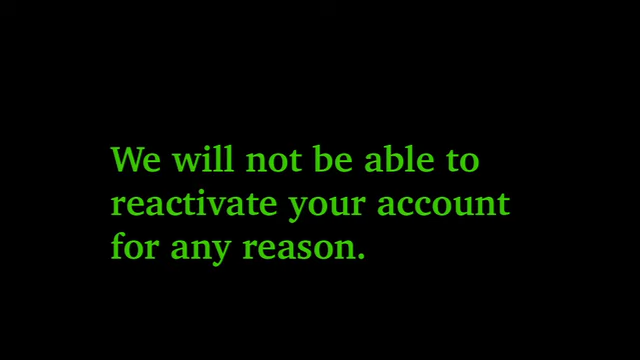 We will not be able to
reactivate your account
for any reason.